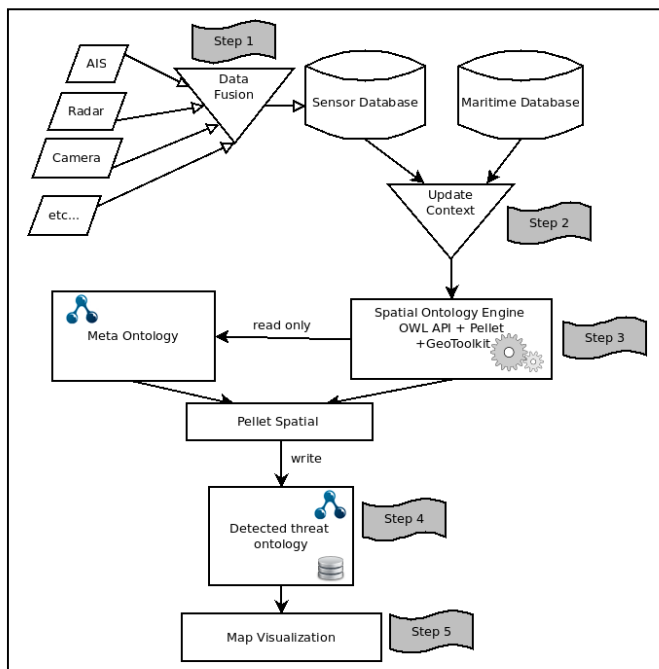 Step 1
AIS
Data
Fusion
Radar
Sensor Database
Maritime Database
Camera
etc...
Update
Context
Step 2
Meta Ontology
read only
Spatial Ontology Engine
OWL API + Pellet
+GeoToolkit
Step 3
Pellet Spatial
write
Detected threat
ontology
Step 4
Map Visualization
Step 5